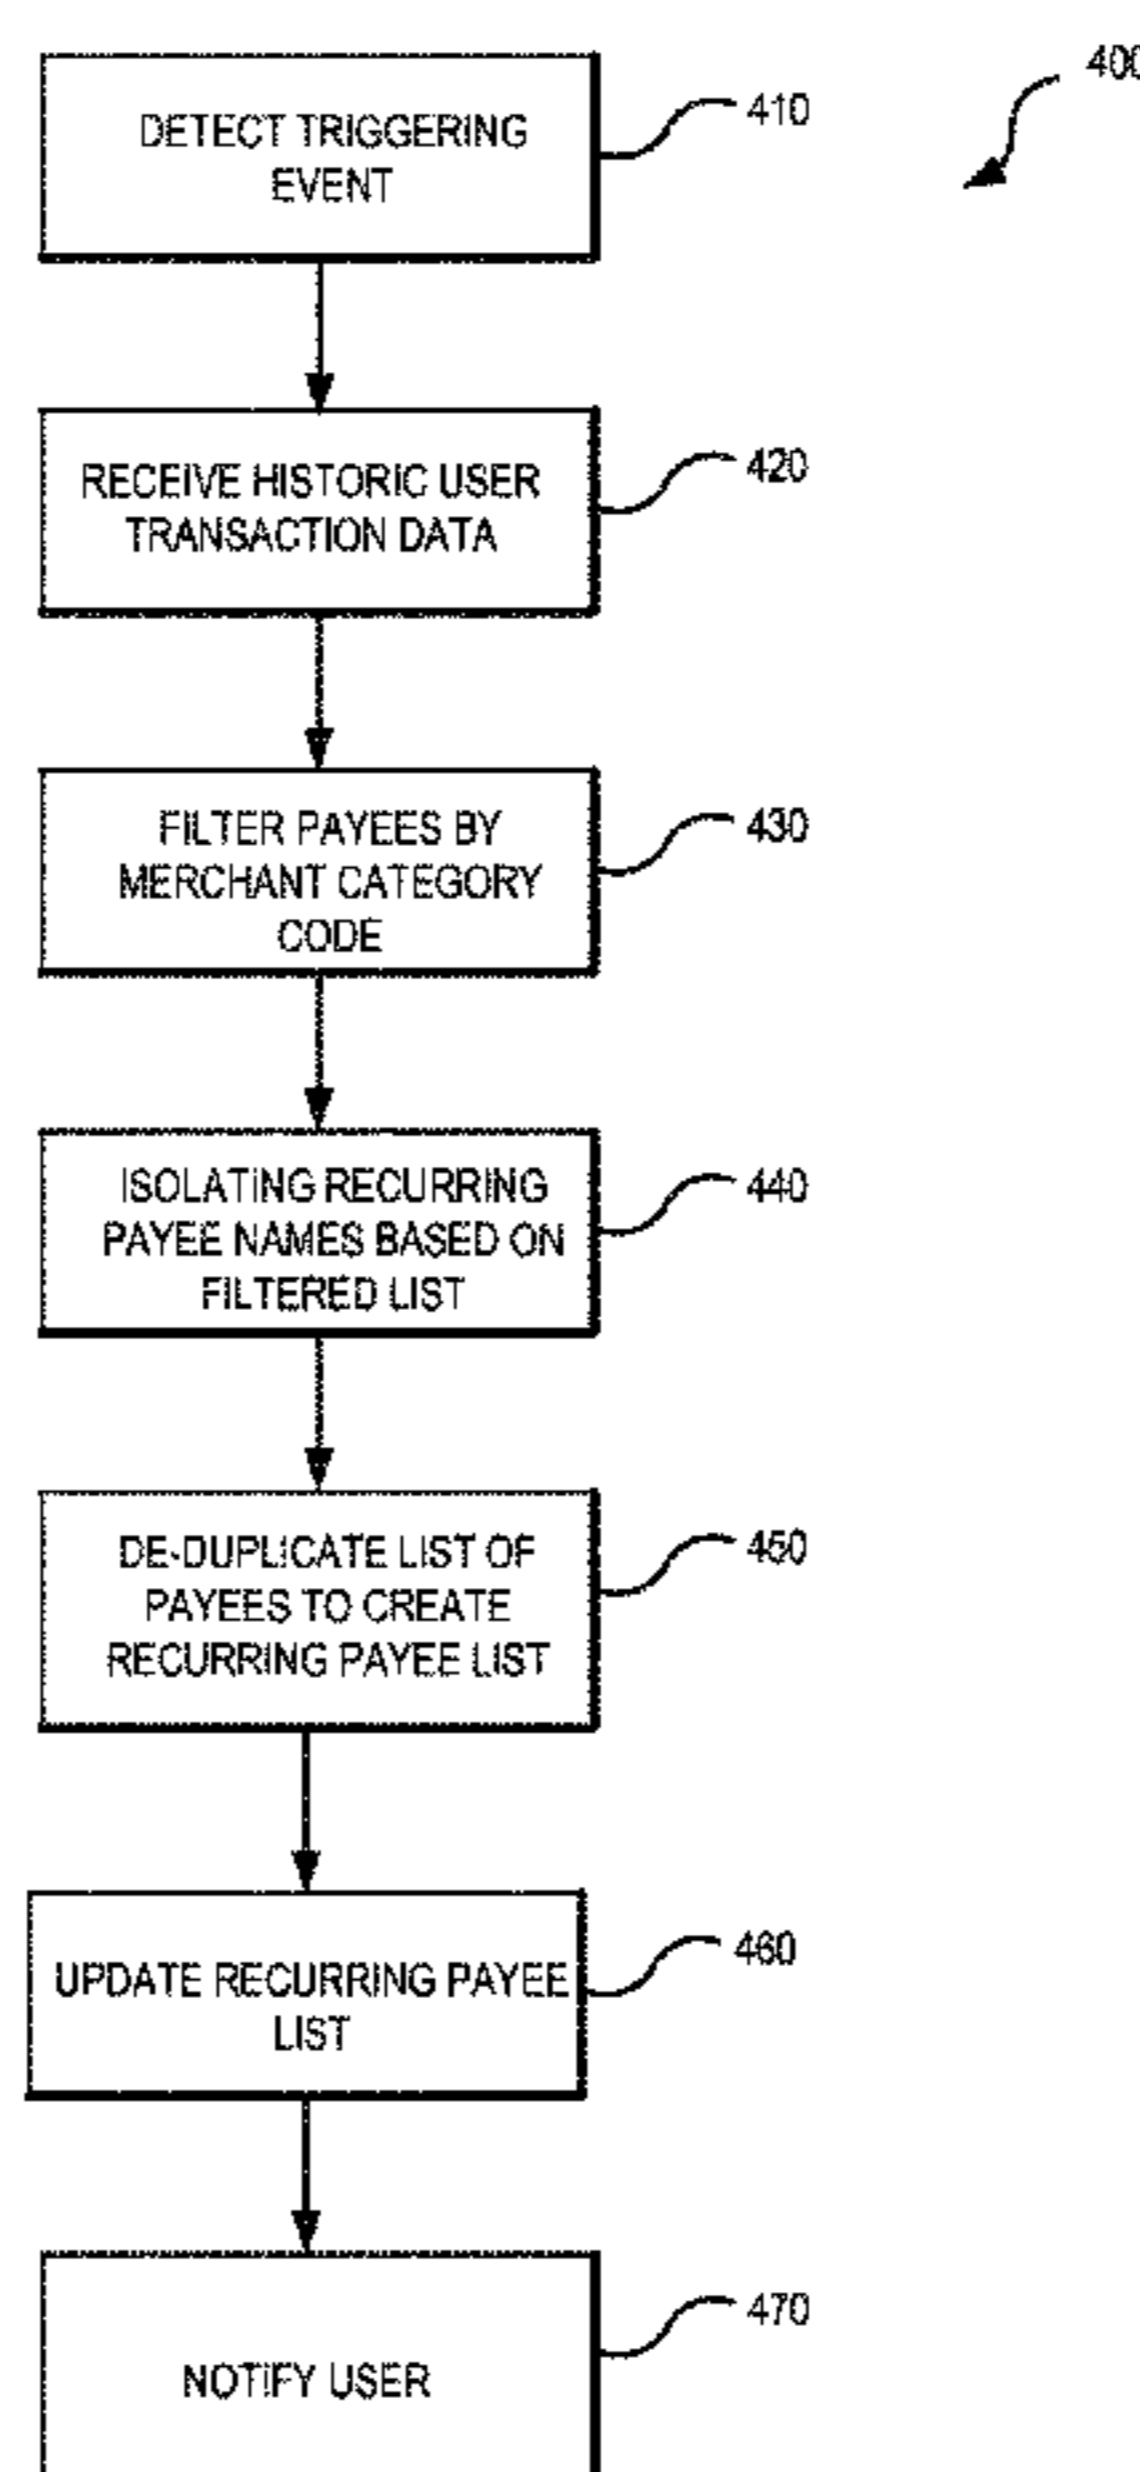 400
DETECT TRIGGERING
EVENT
410
RECEIVE HISTORIC USER
TRANSACTION DATA
420
FILTER PAYEES BY
MERCHANT CATEGORY
CODE
430
ISOLATING RECURRING
PAYEE NAMES BASED ON
FILTERED LIST
440
DE-DUPLICATE LIST OF
PAYEES TO CREATE
RECURRING PAYEE LIST
450
UPDATE RECURRING PAYEE
LIST
460
NOTIFY USER
470